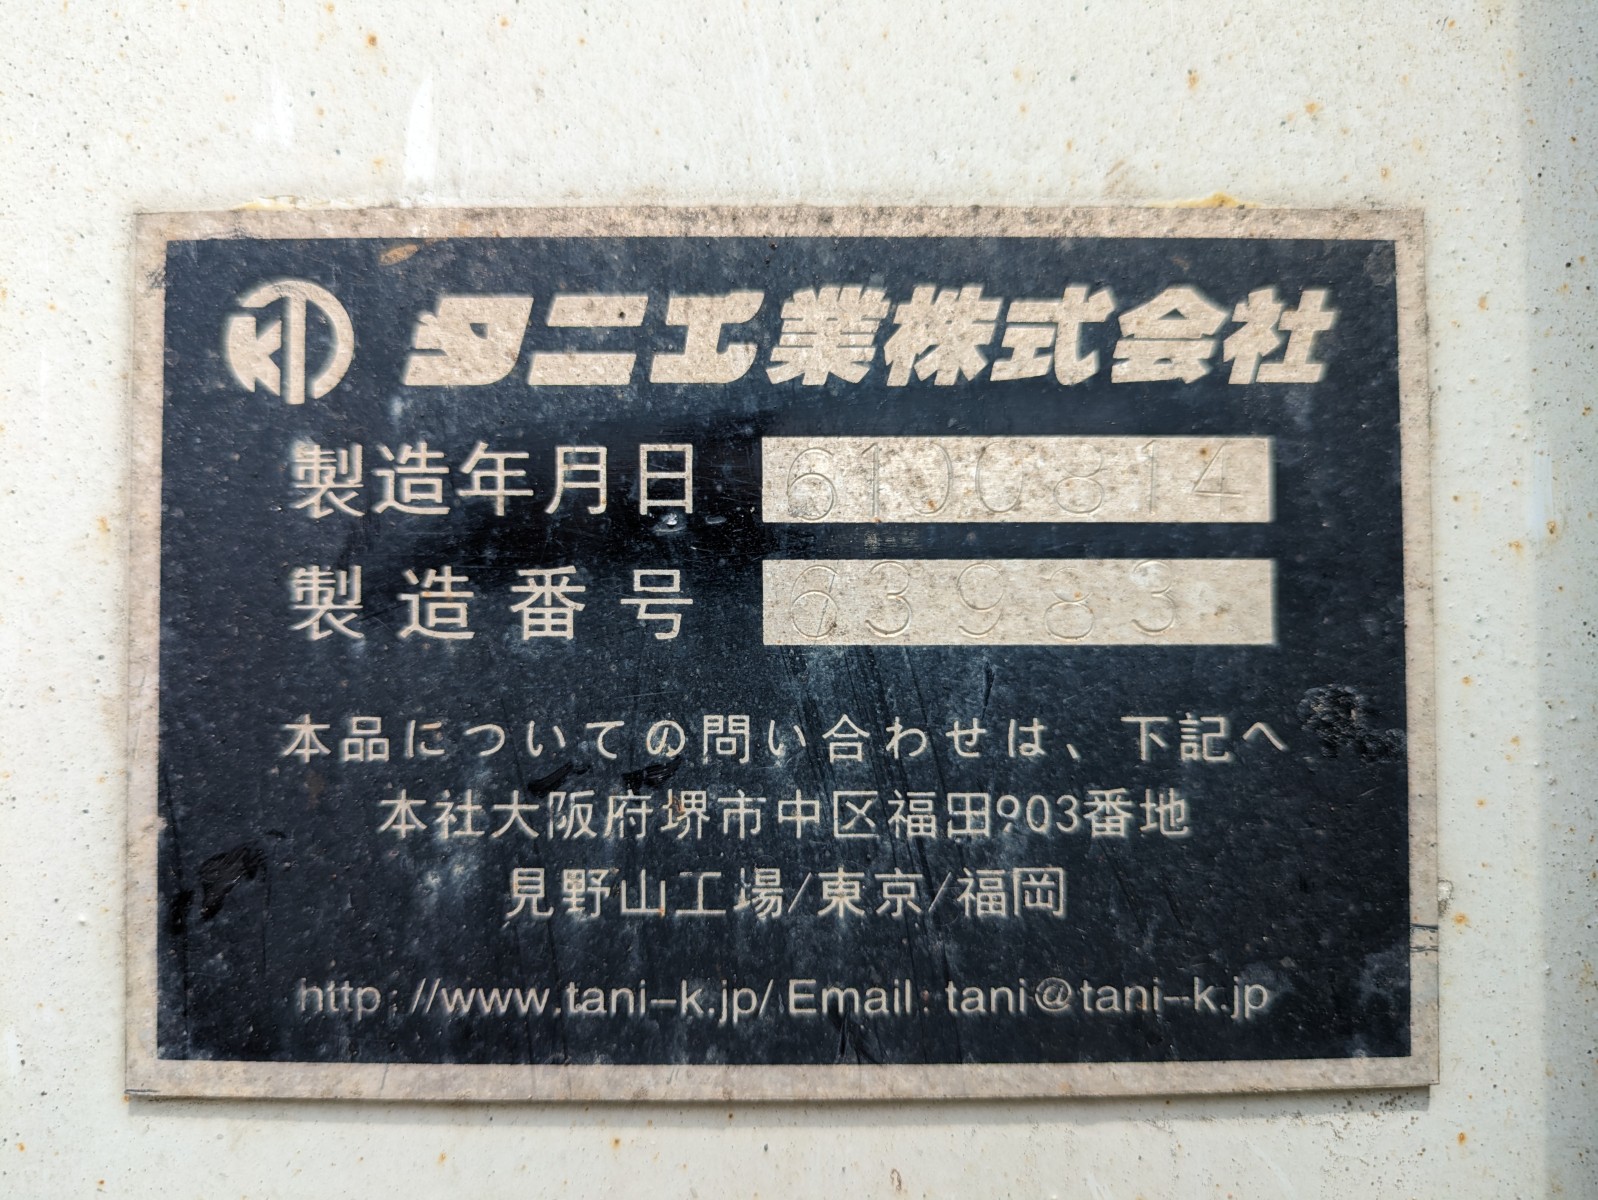 KT タニ工業株式会社
製造年月日 6100814
製造番号 63983
本品についての問い合わせは、下記へ
本社大阪府堺市中区福田903番地
見野山工場/東京/福岡
http://www.tani-k.jp/ Email: tani@tani-k.jp